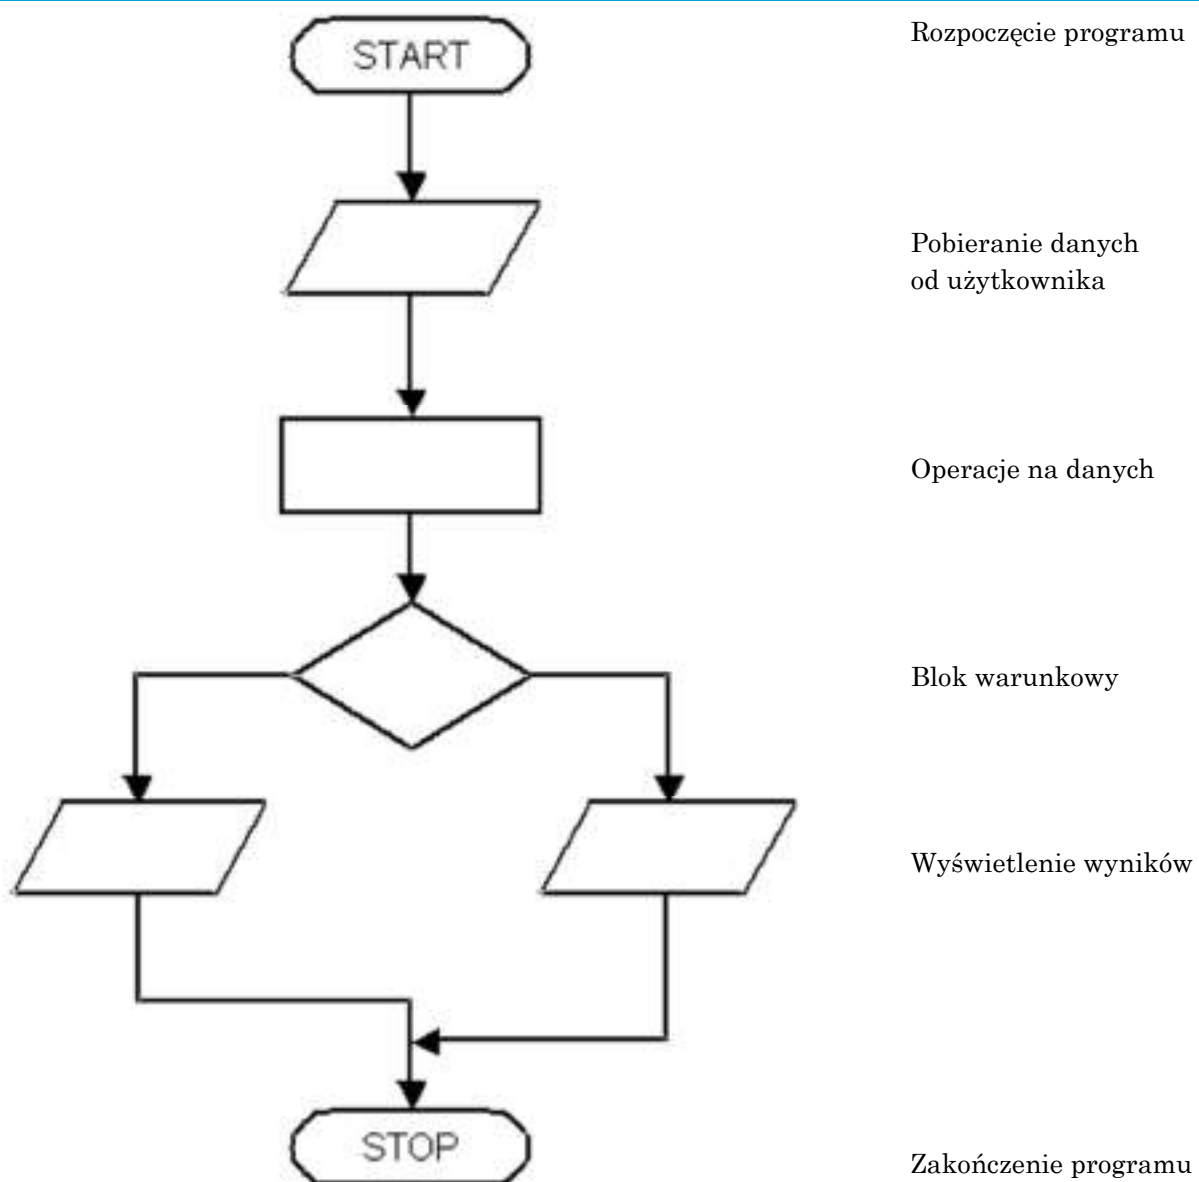 START
Rozpoczęcie programu
Pobieranie danych
od użytkownika
Operacje na danych
Blok warunkowy
Wyświetlenie wyników
STOP
Zakończenie programu